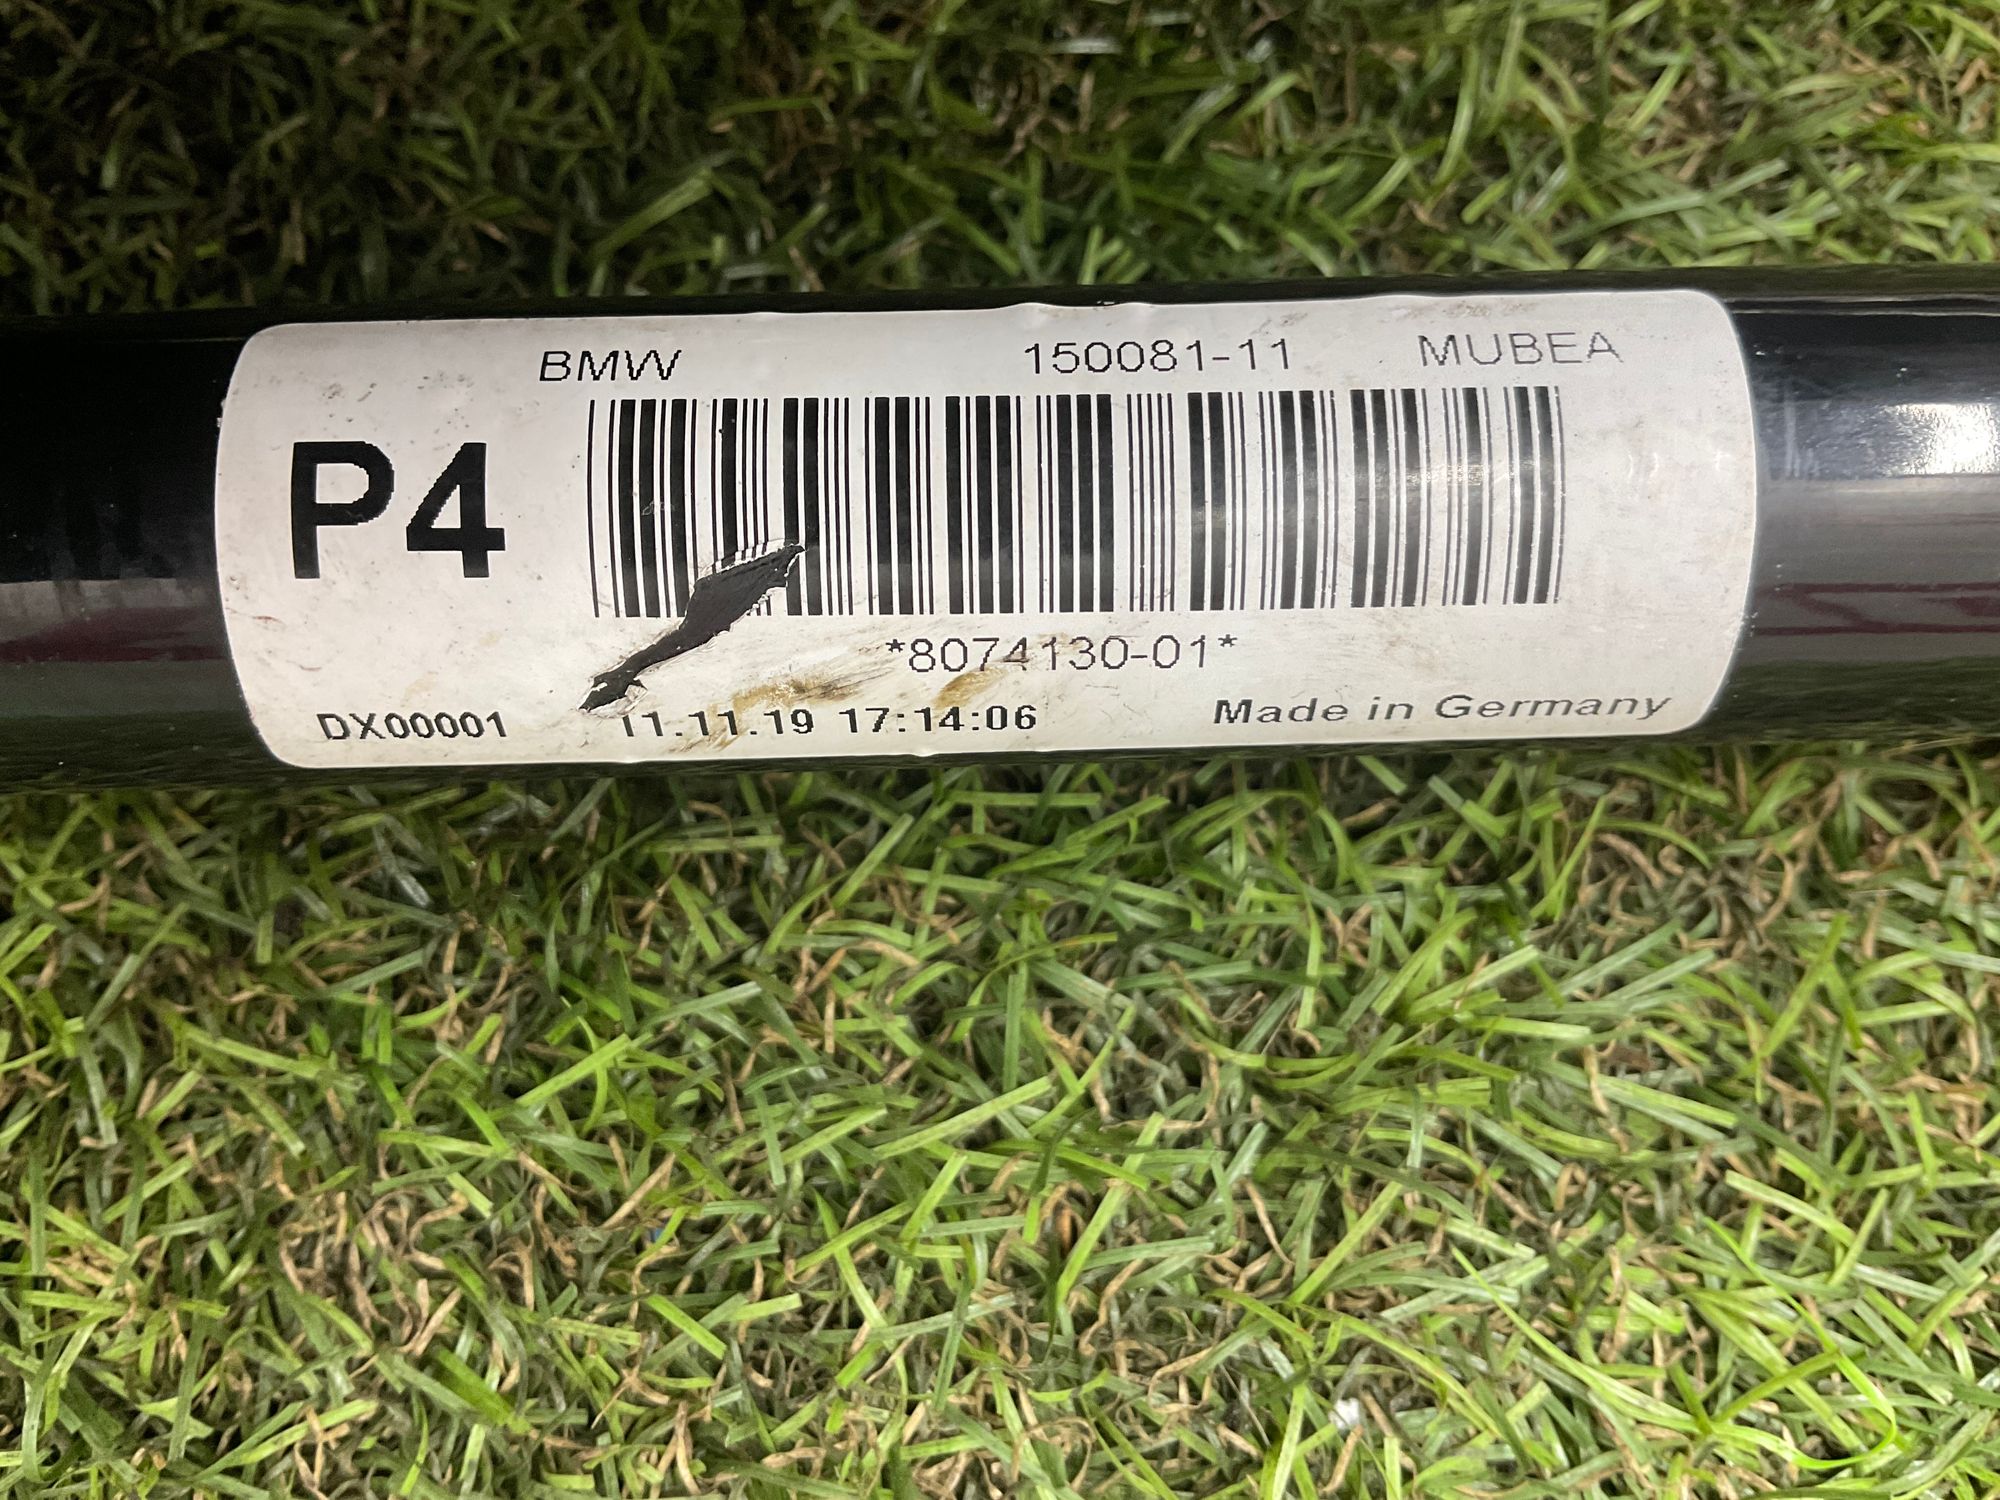 BMW 150081-11 MUBEA
P4
*8074130-01*
DX00001 11.11.19 17:14:06 Made in Germany